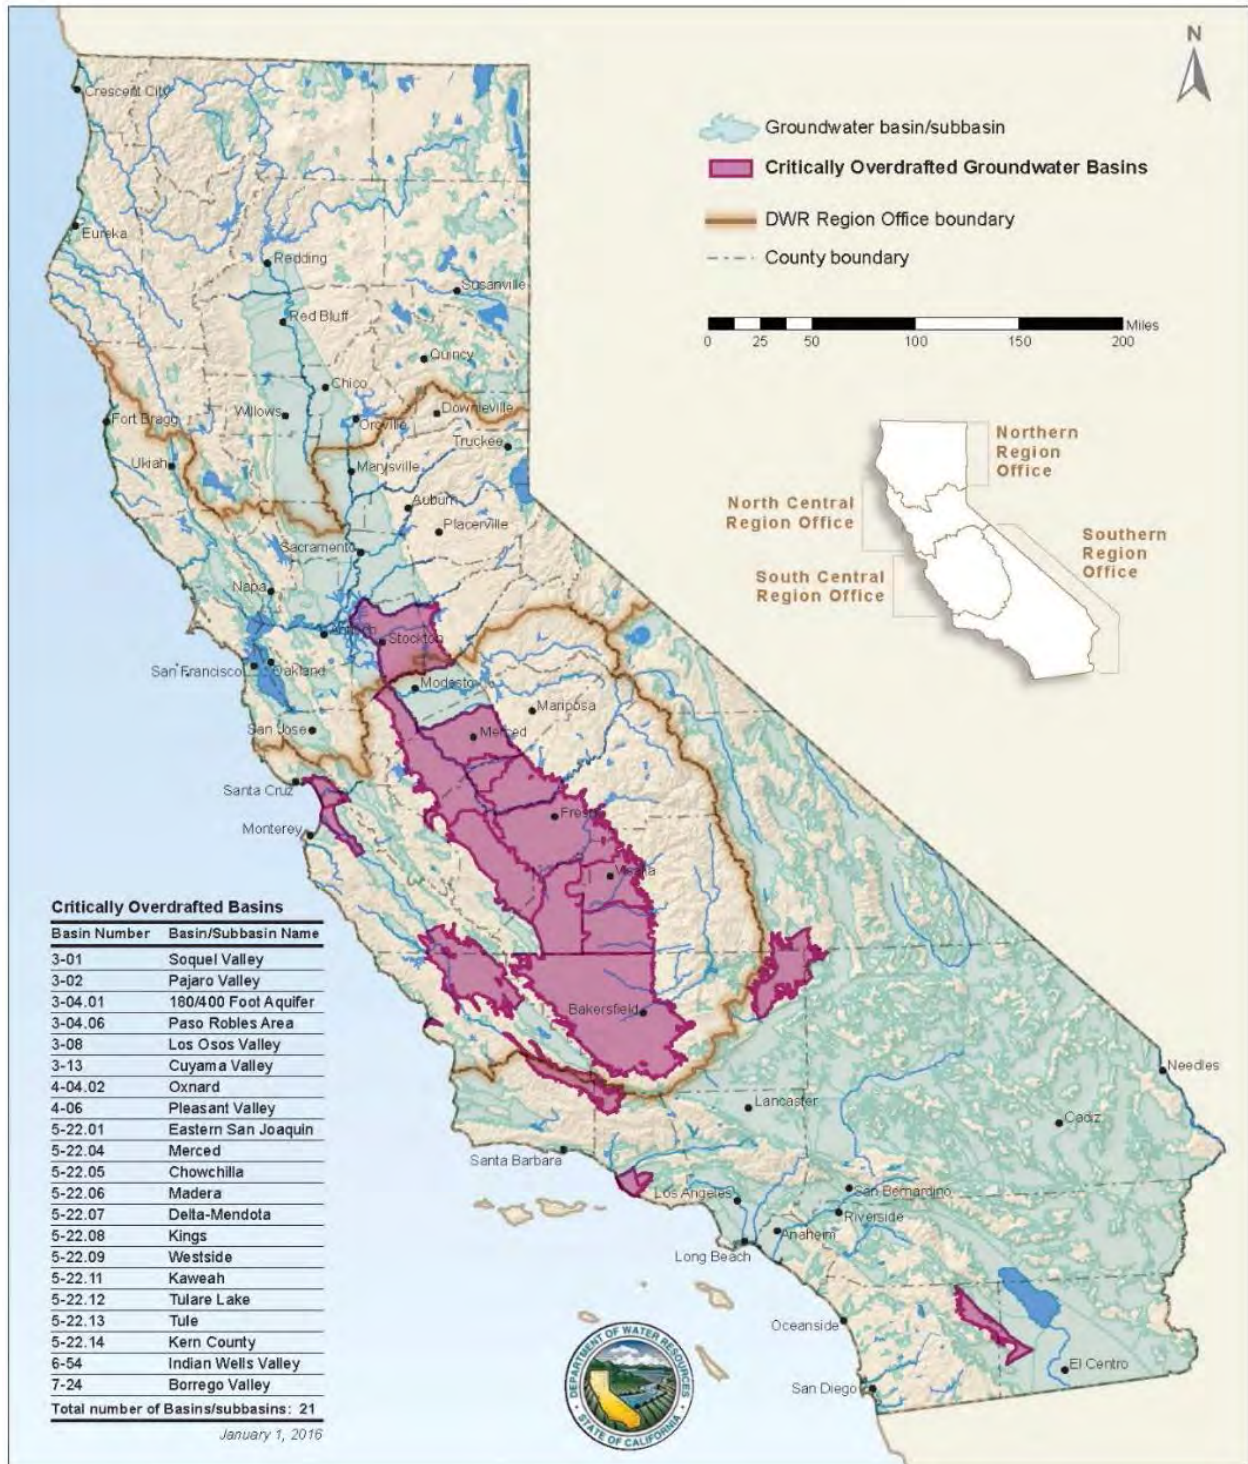 N
Groundwater basin/subbasin
Critically Overdrafted Groundwater Basins
DWR Region Office boundary
County boundary
Miles
0 25 50 100 150 200
Northern
Region
Office
North Central
Region Office
South Central
Region Office
Southern
Region
Office
Crescent City
Eureka
Redding
Susanville
Red Bluff
Quincy
Chico
Willows
Oroville
Downieville
Fort Bragg
Truckee
Ukiah
Marysville
Auburn
Placerville
Sacramento
Napa
Stockton
San Francisco
Oakland
Modesto
Mariposa
San Jose
Merced
Santa Cruz
Fresno
Monterey
Visalia
Bakersfield
Needles
Lancaster
Cadiz
Santa Barbara
Los Angeles
San Bernardino
Riverside
Anaheim
Long Beach
Oceanside
El Centro
San Diego
Critically Overdrafted Basins
Basin Number Basin/Subbasin Name
3-01 Soquel Valley
3-02 Pajaro Valley
3-04.01 180/400 Foot Aquifer
3-04.06 Paso Robles Area
3-08 Los Osos Valley
3-13 Cuyama Valley
4-04.02 Oxnard
4-06 Pleasant Valley
5-22.01 Eastern San Joaquin
5-22.04 Merced
5-22.05 Chowchilla
5-22.06 Madera
5-22.07 Delta-Mendota
5-22.08 Kings
5-22.09 Westside
5-22.11 Kaweah
5-22.12 Tulare Lake
5-22.13 Tule
5-22.14 Kern County
6-54 Indian Wells Valley
7-24 Borrego Valley
Total number of Basins/subbasins: 21
January 1, 2016
DEPARTMENT OF WATER RESOURCES
STATE OF CALIFORNIA